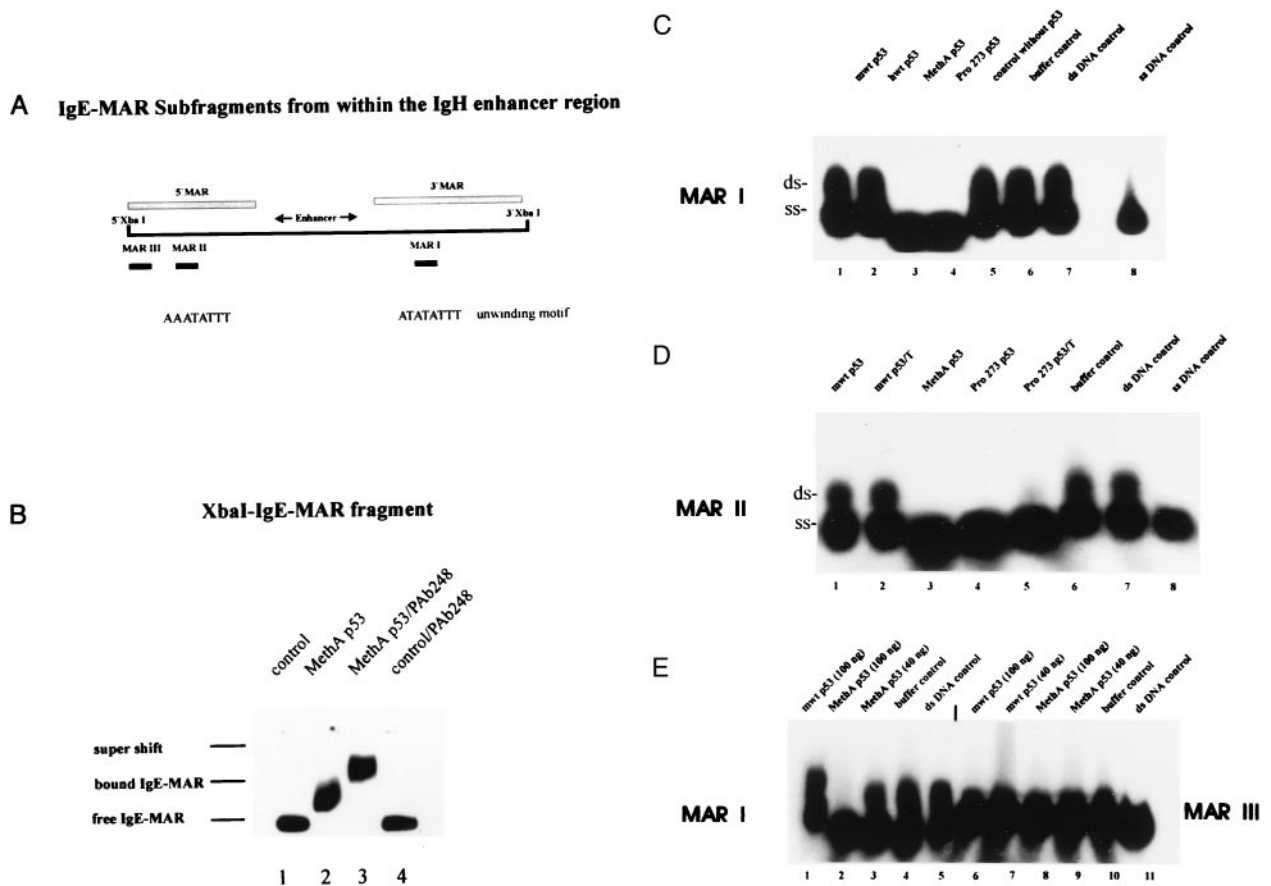 A
IgE-MAR Subfragments from within the IgH enhancer region
5´MAR
3´MAR
5´Xba I
Enhancer
3´Xba I
MAR III
MAR II
MAR I
AAATATTT
ATATATTT
unwinding motif
B
XbaI-IgE-MAR fragment
control
MethA p53
MethA p53/PAb248
control/PAb248
super shift
bound IgE-MAR
free IgE-MAR
1 2 3 4
C
mwt p53
hwt p53
MethA p53
Pro 273 p53
control without p53
buffer control
ds DNA control
ss DNA control
MAR I
ds-
ss-
1 2 3 4 5 6 7 8
D
mwt p53
mwt p53/T
MethA p53
Pro 273 p53
Pro 273 p53/T
buffer control
ds DNA control
ss DNA control
MAR II
ds-
ss-
1 2 3 4 5 6 7 8
E
mwt p53 (100 ng)
MethA p53 (100 ng)
MethA p53 (40 ng)
buffer control
ds DNA control
mwt p53 (100 ng)
mwt p53 (40 ng)
MethA p53 (100 ng)
MethA p53 (40 ng)
buffer control
ds DNA control
MAR I
MAR III
1 2 3 4 5 6 7 8 9 10 11